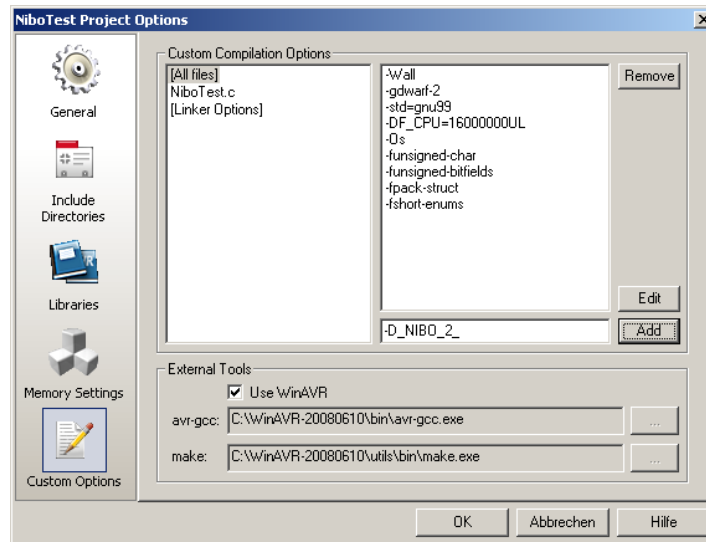 NiboTest Project Options
General
Include
Directories
Libraries
Memory Settings
Custom Options
Custom Compilation Options
[All files]
NiboTest.c
[Linker Options]
-Wall
-gdwarf-2
-std=gnu99
-DF_CPU=16000000UL
-Os
-funsigned-char
-funsigned-bitfields
-fpack-struct
-fshort-enums
Remove
Edit
-D_NIBO_2_
Add
External Tools
Use WinAVR
avr-gcc: C:\WinAVR-20080610\bin\avr-gcc.exe ...
make: C:\WinAVR-20080610\utils\bin\make.exe ...
OK Abbrechen Hilfe